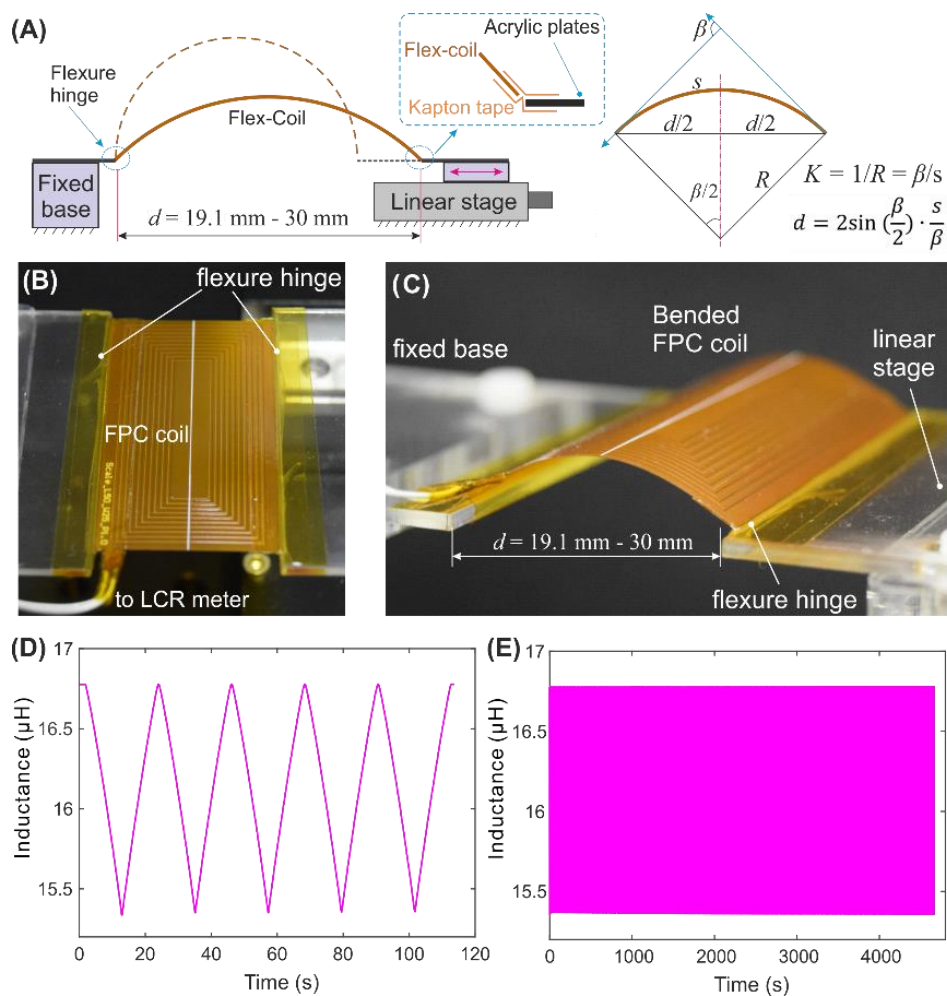 (A)
Flexure
hinge
Flex-Coil
Fixed
base
Linear stage
d = 19.1 mm - 30 mm
Flex-coil
Kapton tape
Acrylic plates
β
s
d/2
d/2
β/2
R
K = 1/R = β/s
d = 2sin (β/2) · s/β
(B)
flexure hinge
FPC coil
to LCR meter
(C)
fixed base
Bended
FPC coil
linear
stage
d = 19.1 mm - 30 mm
flexure hinge
(D)
Inductance (μH)
17
16.5
16
15.5
0 20 40 60 80 100 120
Time (s)
(E)
Inductance (μH)
17
16.5
16
15.5
0 1000 2000 3000 4000
Time (s)